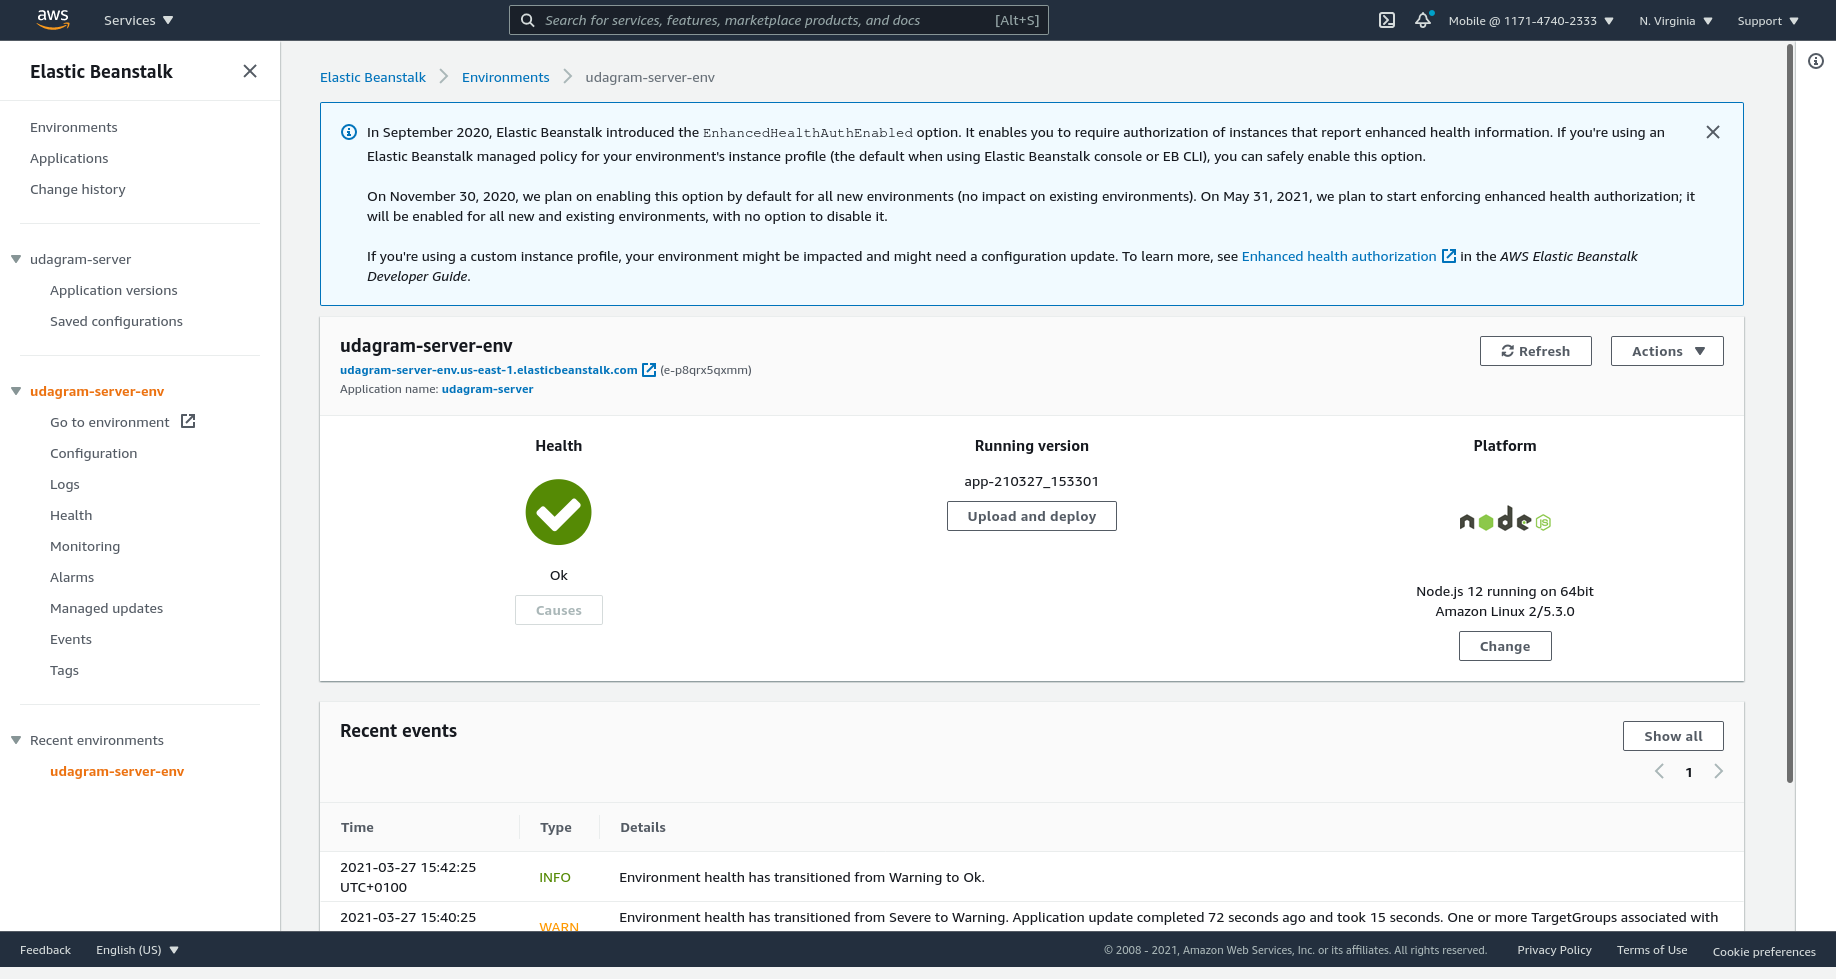 aws
Services
Search for services, features, marketplace products, and docs [Alt+S]
Mobile @ 1171-4740-2333
N. Virginia
Support
Elastic Beanstalk
Environments
Applications
Change history
udagram-server
Application versions
Saved configurations
udagram-server-env
Go to environment
Configuration
Logs
Health
Monitoring
Alarms
Managed updates
Events
Tags
Recent environments
udagram-server-env
Elastic Beanstalk
Environments
udagram-server-env
In September 2020, Elastic Beanstalk introduced the EnhancedHealthAuthEnabled option. It enables you to require authorization of instances that report enhanced health information. If you're using an
Elastic Beanstalk managed policy for your environment's instance profile (the default when using Elastic Beanstalk console or EB CLI), you can safely enable this option.
On November 30, 2020, we plan on enabling this option by default for all new environments (no impact on existing environments). On May 31, 2021, we plan to start enforcing enhanced health authorization; it
will be enabled for all new and existing environments, with no option to disable it.
If you're using a custom instance profile, your environment might be impacted and might need a configuration update. To learn more, see Enhanced health authorization in the AWS Elastic Beanstalk
Developer Guide.
udagram-server-env
udagram-server-env.us-east-1.elasticbeanstalk.com (e-p8qrx5qxmm)
Application name: udagram-server
Refresh
Actions
Health
Ok
Causes
Running version
app-210327_153301
Upload and deploy
Platform
node JS
Node.js 12 running on 64bit
Amazon Linux 2/5.3.0
Change
Recent events
Show all
1
Time
Type
Details
2021-03-27 15:42:25
UTC+0100
INFO
Environment health has transitioned from Warning to Ok.
2021-03-27 15:40:25
WARN
Environment health has transitioned from Severe to Warning. Application update completed 72 seconds ago and took 15 seconds. One or more TargetGroups associated with
Feedback
English (US)
© 2008 - 2021, Amazon Web Services, Inc. or its affiliates. All rights reserved.
Privacy Policy
Terms of Use
Cookie preferences